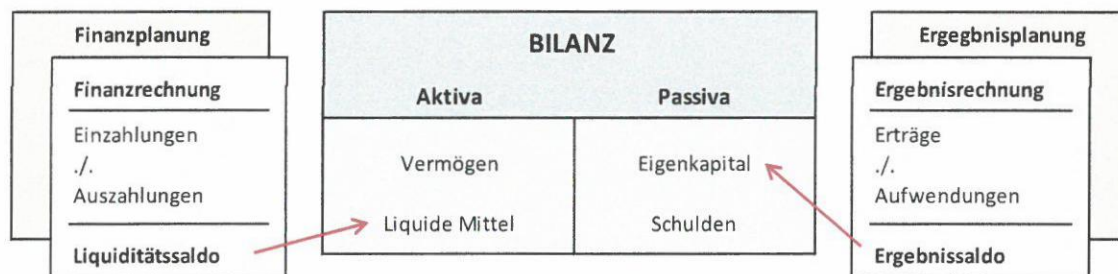 Finanzplanung
Finanzrechnung
Einzahlungen
./.
Auszahlungen
Liquiditätssaldo
BILANZ
Aktiva Passiva
Vermögen Eigenkapital
Liquide Mittel Schulden
Ergegbnisplanung
Ergebnisrechnung
Erträge
./.
Aufwendungen
Ergebnissaldo